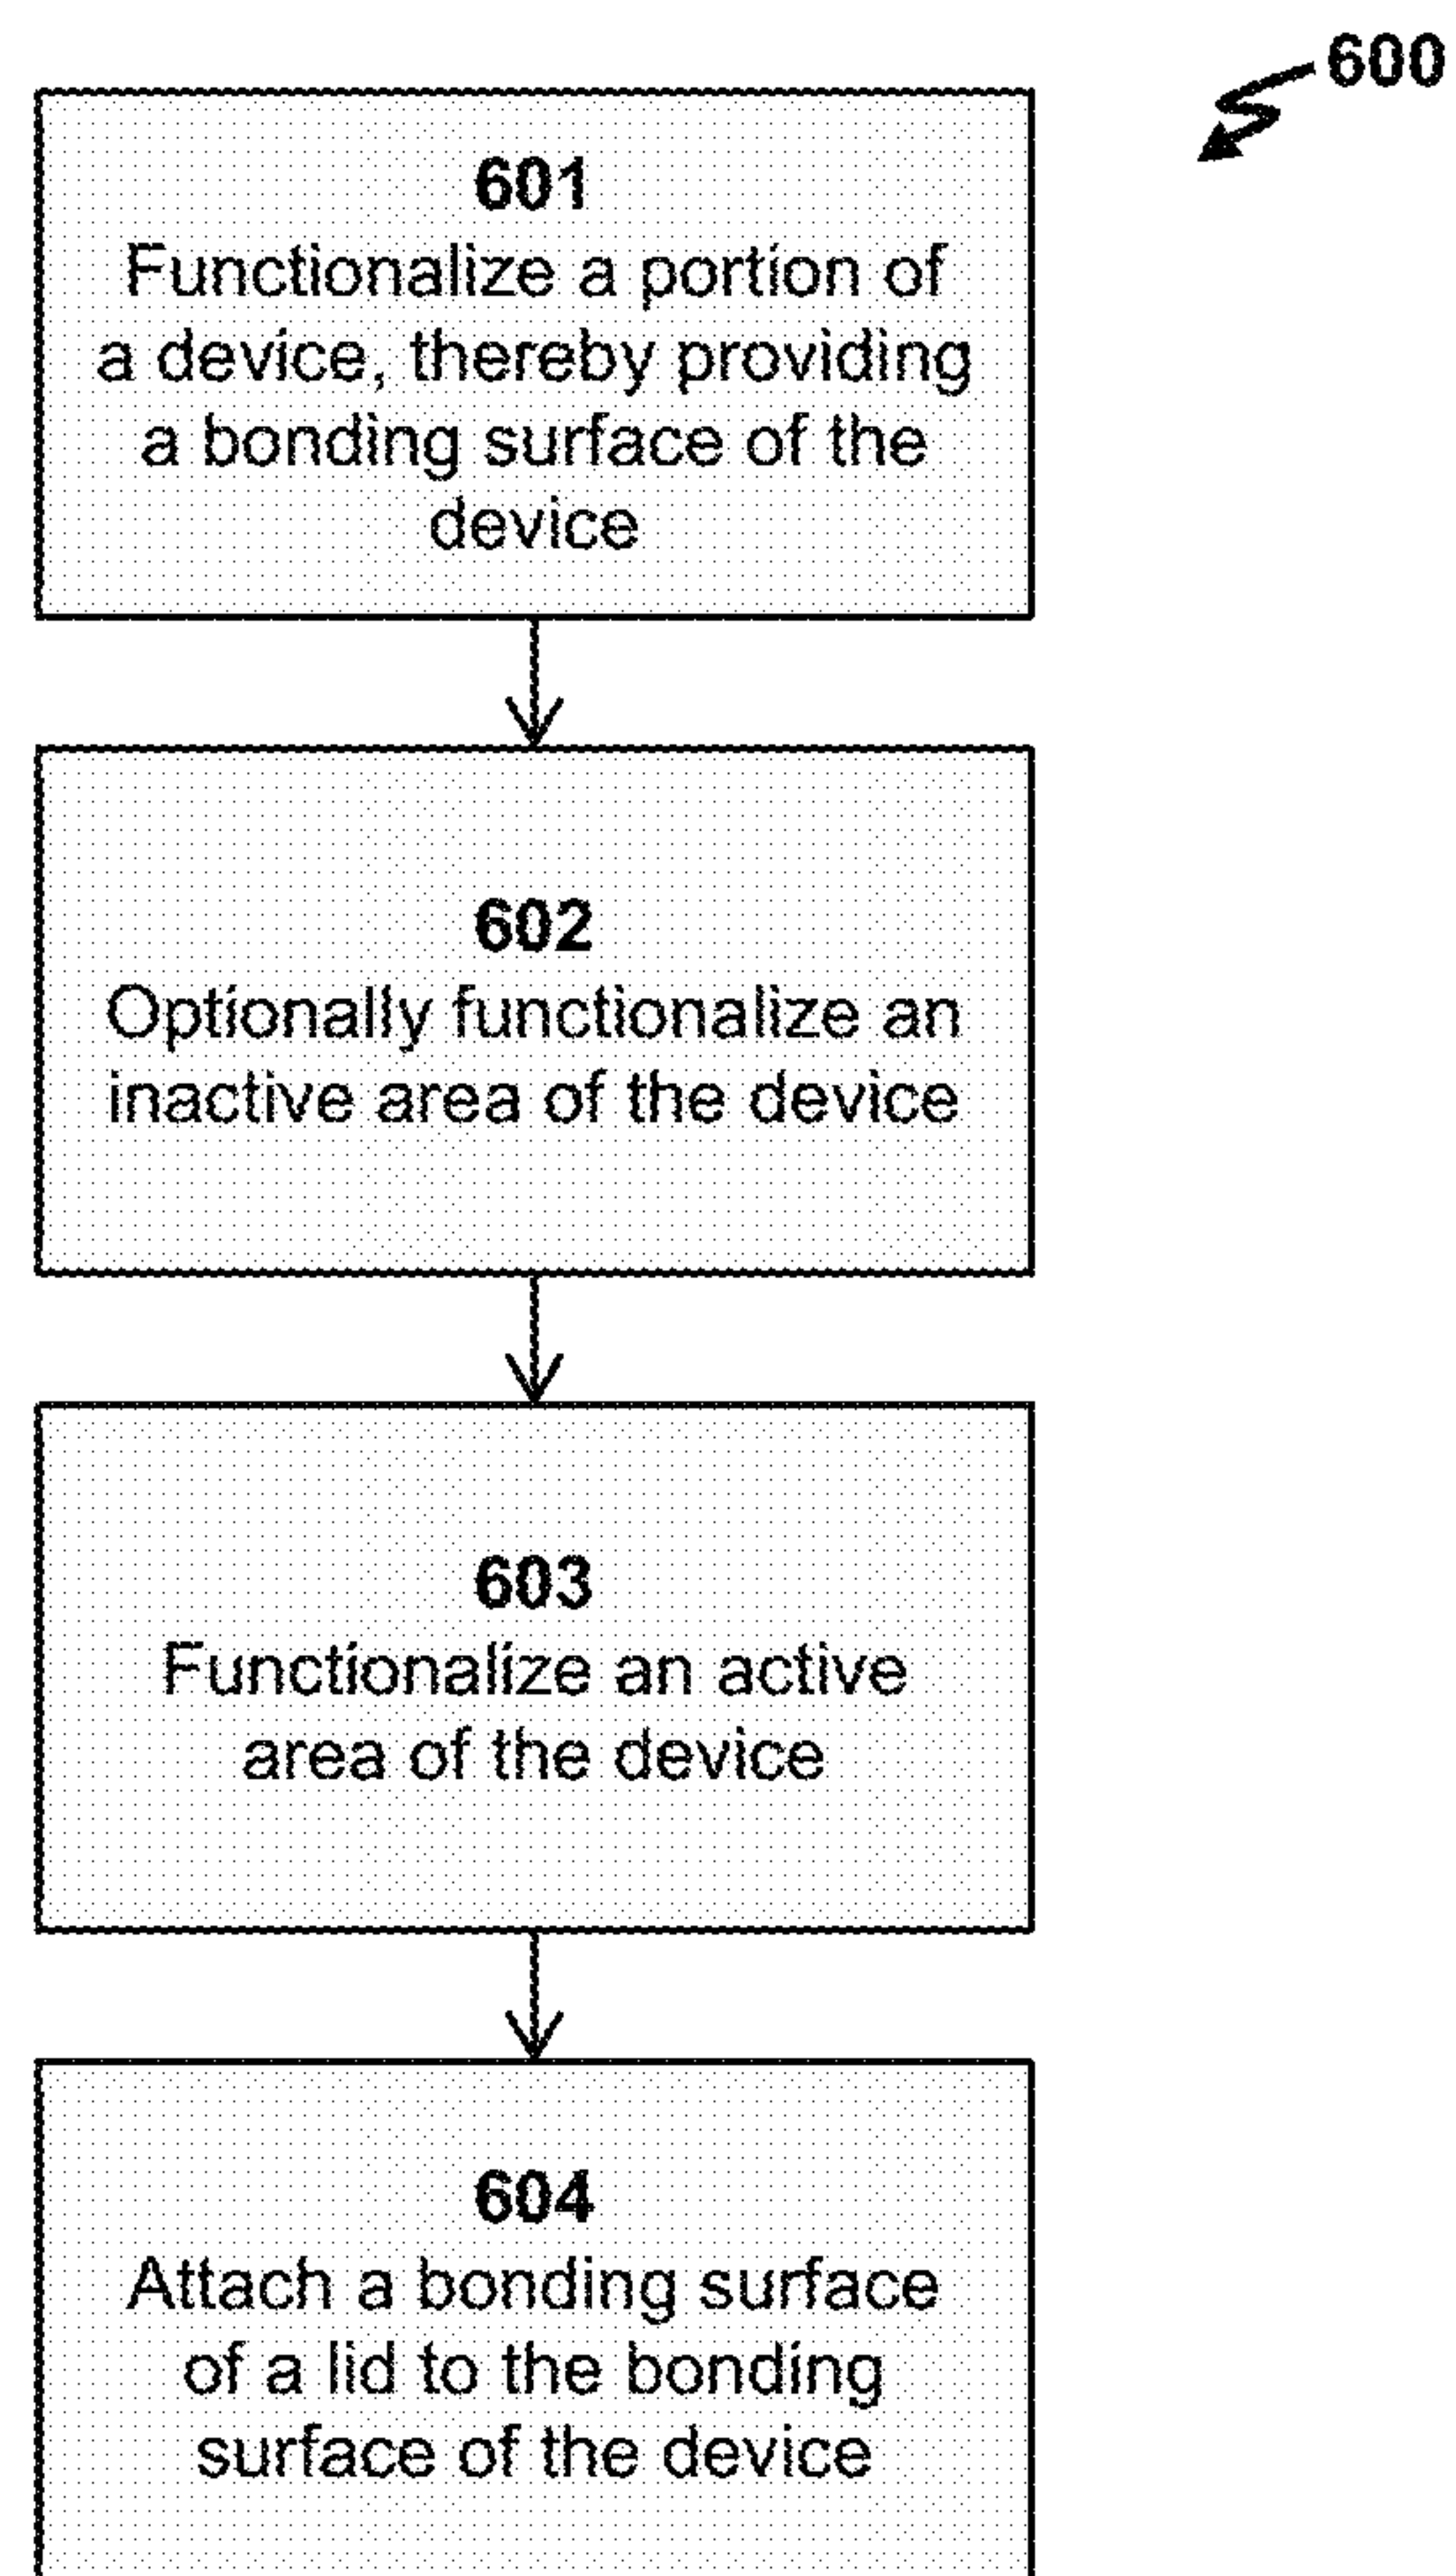 600
601
Functionalize a portion of
a device, thereby providing
a bonding surface of the
device
602
Optionally functionalize an
inactive area of the device
603
Functionalize an active
area of the device
604
Attach a bonding surface
of a lid to the bonding
surface of the device